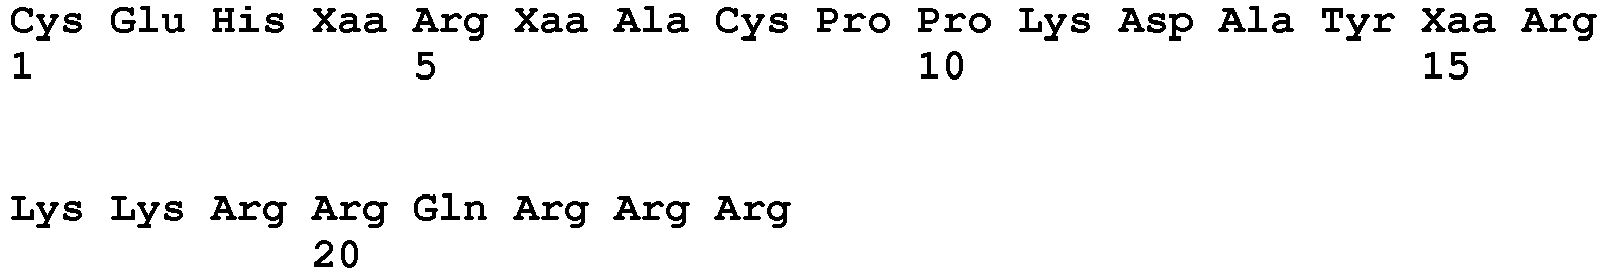 Cys Glu His Xaa Arg Xaa Ala Cys Pro Pro Lys Asp Ala Tyr Xaa Arg
1 5 10 15
Lys Lys Arg Arg Gln Arg Arg Arg
20